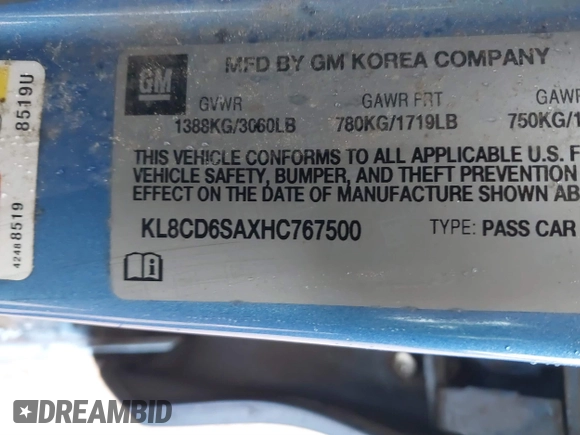 GM
MFD BY GM KOREA COMPANY
GVWR GAWR FRT GAWR
1388KG/3060LB 780KG/1719LB 750KG/1
THIS VEHICLE CONFORMS TO ALL APPLICABLE U.S. F
VEHICLE SAFETY, BUMPER, AND THEFT PREVENTION
EFFECT ON THE DATE OF MANUFACTURE SHOWN AB
KL8CD6SAXHC767500 TYPE: PASS CAR
8519U
42488519
DREAMBID